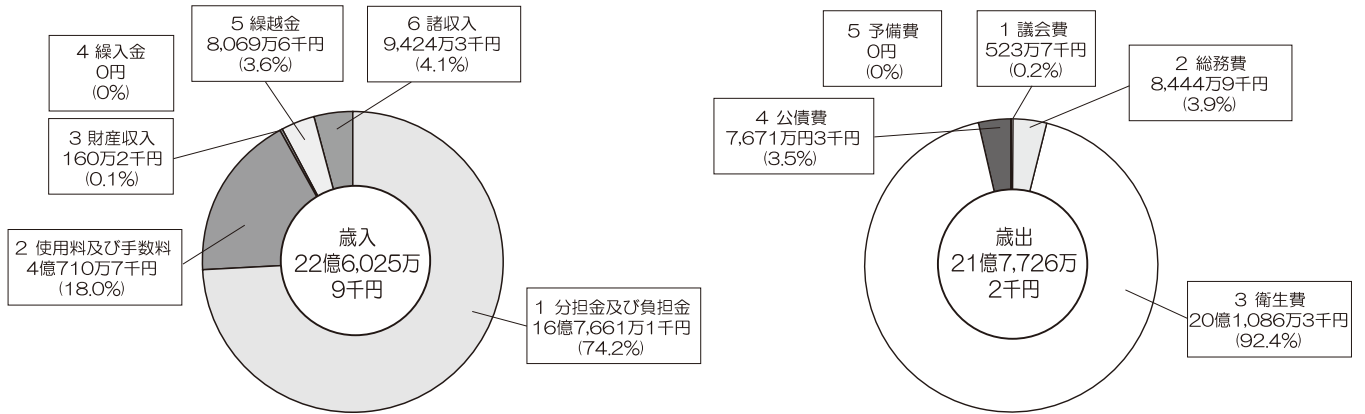 5 繰越金
8,069万6千円
(3.6%)
6 諸収入
9,424万3千円
(4.1%)
4 繰入金
0円
(0%)
3 財産収入
160万2千円
(0.1%)
2 使用料及び手数料
4億710万7千円
(18.0%)
歳入
22億6,025万
9千円
1 分担金及び負担金
16億7,661万1千円
(74.2%)
5 予備費
0円
(0%)
1 議会費
523万7千円
(0.2%)
2 総務費
8,444万9千円
(3.9%)
4 公債費
7,671万円3千円
(3.5%)
歳出
21億7,726万
2千円
3 衛生費
20億1,086万3千円
(92.4%)